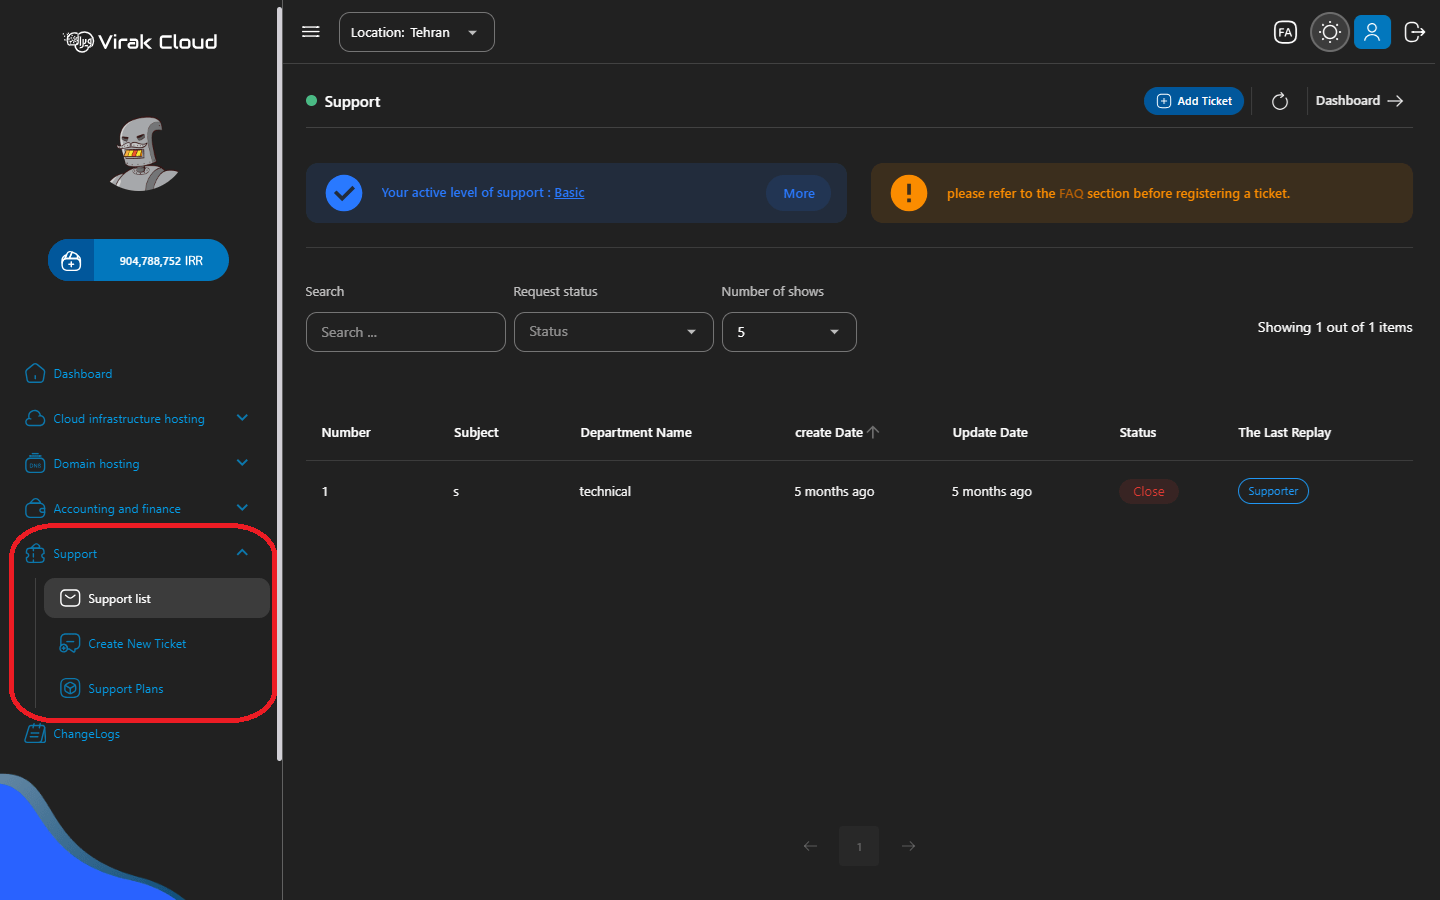 Virak Cloud
904,788,752 IRR
Dashboard
Cloud infrastructure hosting
DNS
Domain hosting
Accounting and finance
Support
Support list
Create New Ticket
Support Plans
ChangeLogs
Location: Tehran
FA
Support
Add Ticket
Dashboard
Your active level of support : Basic
More
please refer to the FAQ section before registering a ticket.
Search
Request status
Number of shows
Search ...
Status
5
Showing 1 out of 1 items
Number Subject Department Name create Date Update Date Status The Last Replay
1 s technical 5 months ago 5 months ago Close Supporter
1